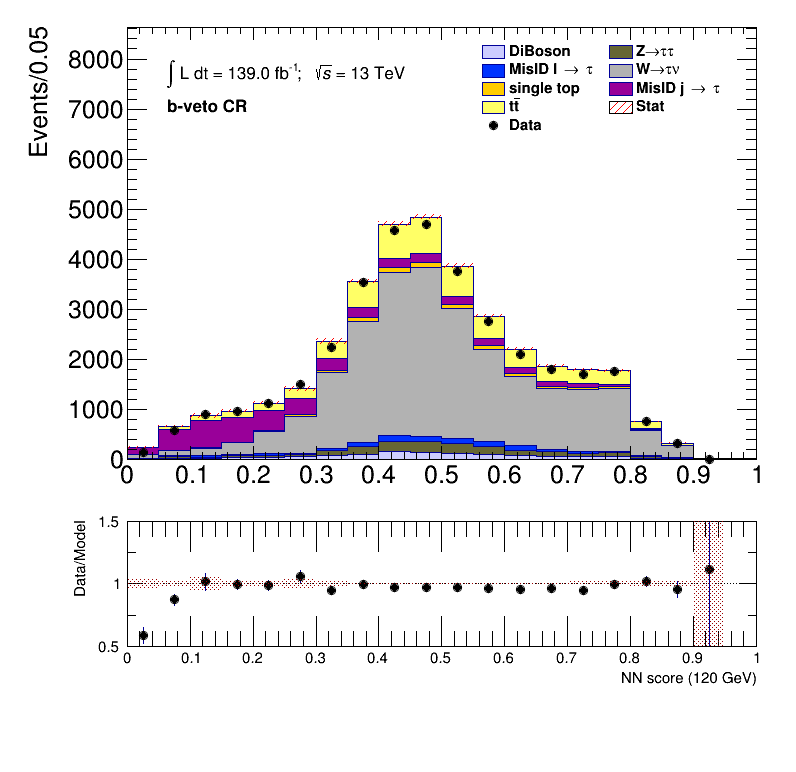 Events/0.05
8000
7000
6000
5000
4000
3000
2000
1000
0
∫ L dt = 139.0 fb⁻¹; √s = 13 TeV
b-veto CR
DiBoson
MisID l → τ
single top
tt̄
Data
Z→ττ
W→τν
MisID j → τ
Stat
0 0.1 0.2 0.3 0.4 0.5 0.6 0.7 0.8 0.9 1
Data/Model
1.5
1
0.5
0 0.1 0.2 0.3 0.4 0.5 0.6 0.7 0.8 0.9 1
NN score (120 GeV)